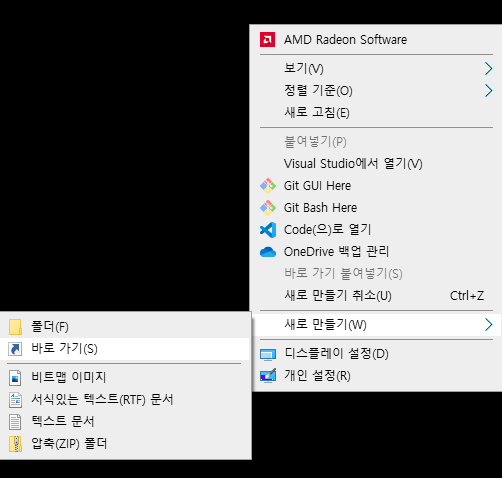 AMD Radeon Software
보기(V)
정렬 기준(O)
새로 고침(E)
붙여넣기(P)
Visual Studio에서 열기(V)
Git GUI Here
Git Bash Here
Code(으)로 열기
OneDrive 백업 관리
바로 가기 붙여넣기(S)
새로 만들기 취소(U) Ctrl+Z
새로 만들기(W)
디스플레이 설정(D)
개인 설정(R)
폴더(F)
바로 가기(S)
비트맵 이미지
서식있는 텍스트(RTF) 문서
텍스트 문서
압축(ZIP) 폴더